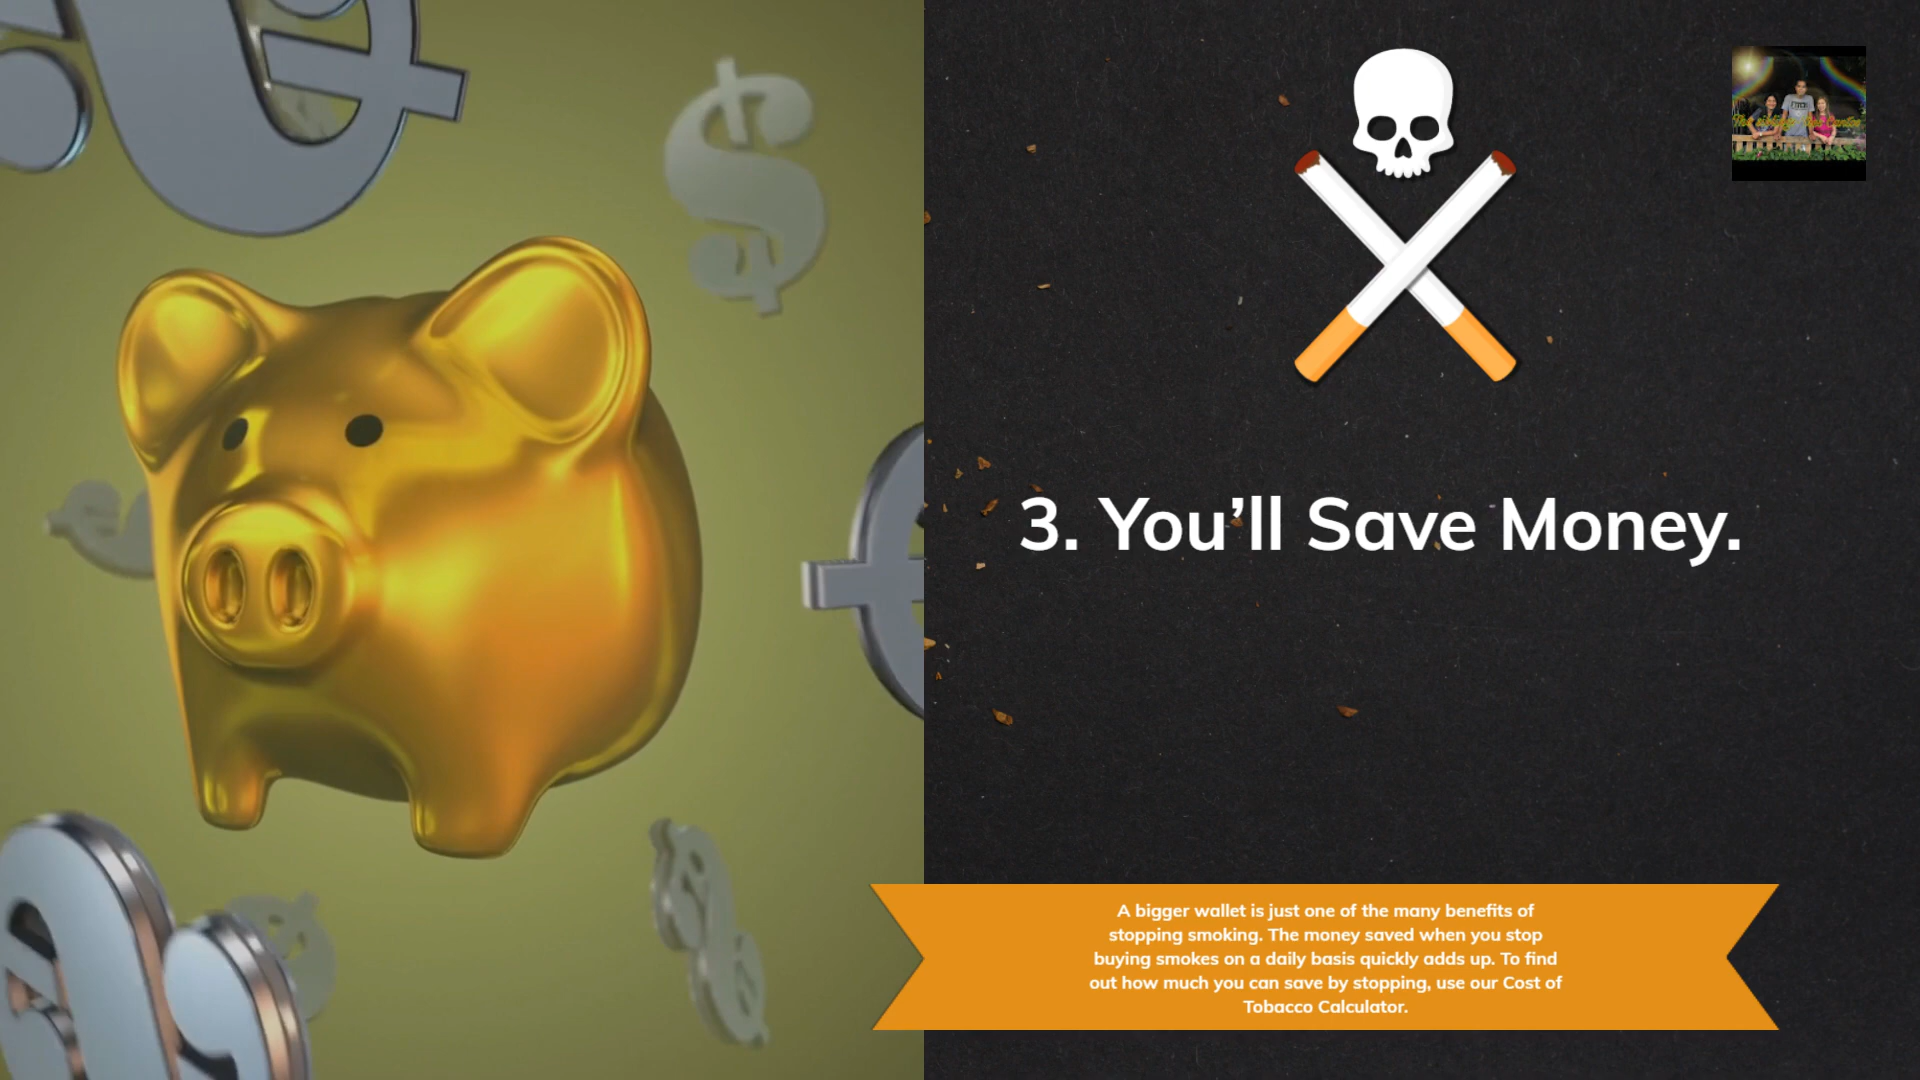 3. You’ll Save Money.
A bigger wallet is just one of the many benefits of
stopping smoking. The money saved when you stop
buying smokes on a daily basis quickly adds up. To find
out how much you can save by stopping, use our Cost of
Tobacco Calculator.